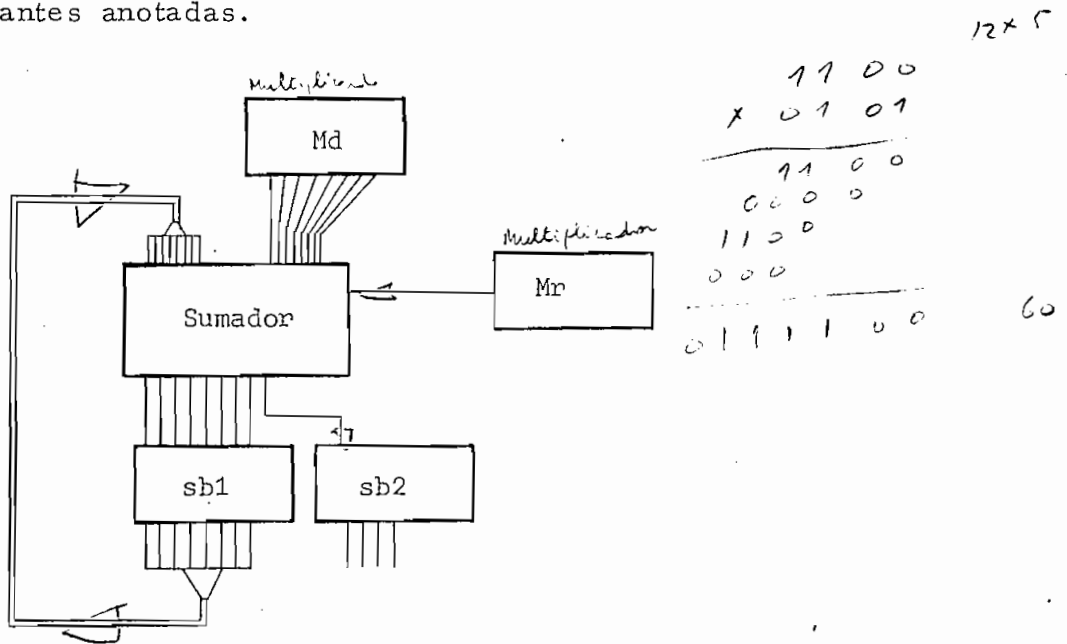 antes anotadas.
12 x 5
Multiplicando
Md
1 1 0 0
x 0 1 0 1
1 1 0 0
0 0 0 0
1 1 0 0
0 0 0
0 1 1 1 1 0 0
60
Multiplicador
Mr
Sumador
sb1
sb2